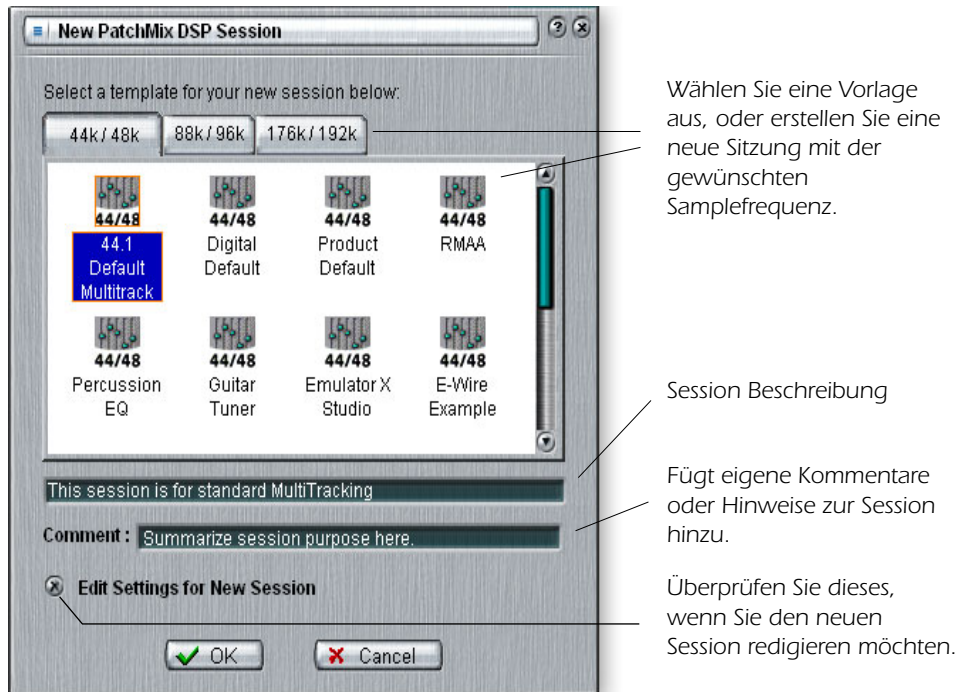 New PatchMix DSP Session
Select a template for your new session below:
44k / 48k
88k / 96k
176k / 192k
44/48
44.1
Default
Multitrack
44/48
Digital
Default
44/48
Product
Default
44/48
RMAA
44/48
Percussion
EQ
44/48
Guitar
Tuner
44/48
Emulator X
Studio
44/48
E-Wire
Example
This session is for standard MultiTracking
Comment : Summarize session purpose here.
Edit Settings for New Session
OK
Cancel
Wählen Sie eine Vorlage
aus, oder erstellen Sie eine
neue Sitzung mit der
gewünschten
Samplefrequenz.
Session Beschreibung
Fügt eigene Kommentare
oder Hinweise zur Session
hinzu.
Überprüfen Sie dieses,
wenn Sie den neuen
Session redigieren möchten.